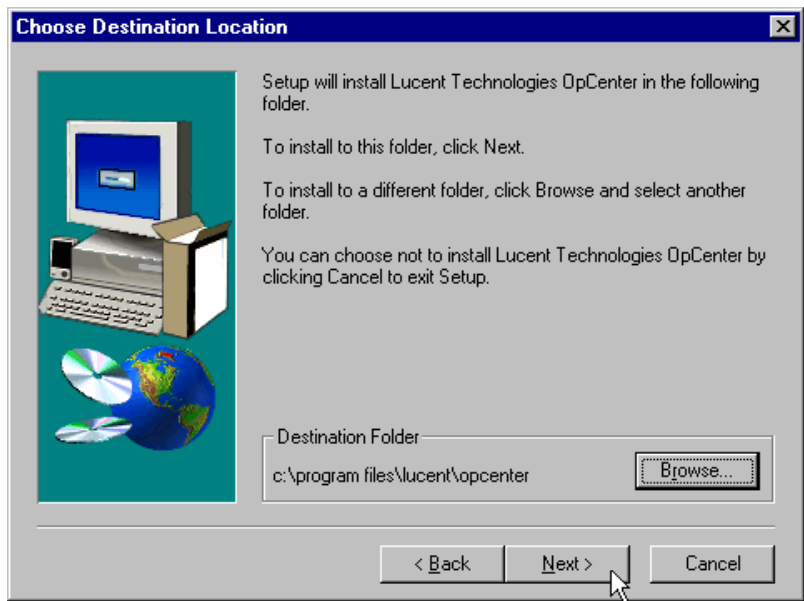 Choose Destination Location
Setup will install Lucent Technologies OpCenter in the following
folder.
To install to this folder, click Next.
To install to a different folder, click Browse and select another
folder.
You can choose not to install Lucent Technologies OpCenter by
clicking Cancel to exit Setup.
Destination Folder
c:\program files\lucent\opcenter
Browse...
< Back
Next >
Cancel